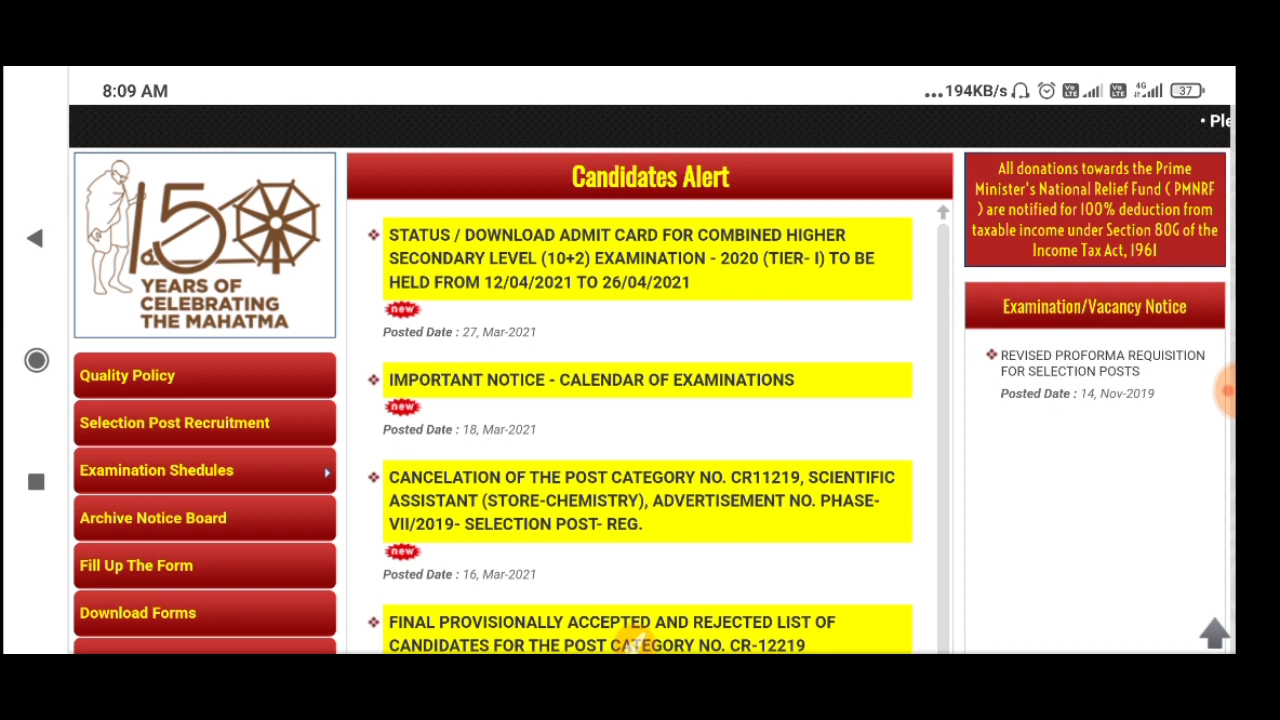 8:09 AM
...194KB/s
Vo LTE
Vo LTE
4G
37
• Ple
150
YEARS OF
CELEBRATING
THE MAHATMA
Quality Policy
Selection Post Recruitment
Examination Shedules
Archive Notice Board
Fill Up The Form
Download Forms
Candidates Alert
STATUS / DOWNLOAD ADMIT CARD FOR COMBINED HIGHER
SECONDARY LEVEL (10+2) EXAMINATION - 2020 (TIER- I) TO BE
HELD FROM 12/04/2021 TO 26/04/2021
new
Posted Date : 27, Mar-2021
IMPORTANT NOTICE - CALENDAR OF EXAMINATIONS
new
Posted Date : 18, Mar-2021
CANCELATION OF THE POST CATEGORY NO. CR11219, SCIENTIFIC
ASSISTANT (STORE-CHEMISTRY), ADVERTISEMENT NO. PHASE-
VII/2019- SELECTION POST- REG.
new
Posted Date : 16, Mar-2021
FINAL PROVISIONALLY ACCEPTED AND REJECTED LIST OF
CANDIDATES FOR THE POST CATEGORY NO. CR-12219
All donations towards the Prime
Minister's National Relief Fund ( PMNRF
) are notified for 100% deduction from
taxable income under Section 80G of the
Income Tax Act, 1961
Examination/Vacancy Notice
REVISED PROFORMA REQUISITION
FOR SELECTION POSTS
Posted Date : 14, Nov-2019